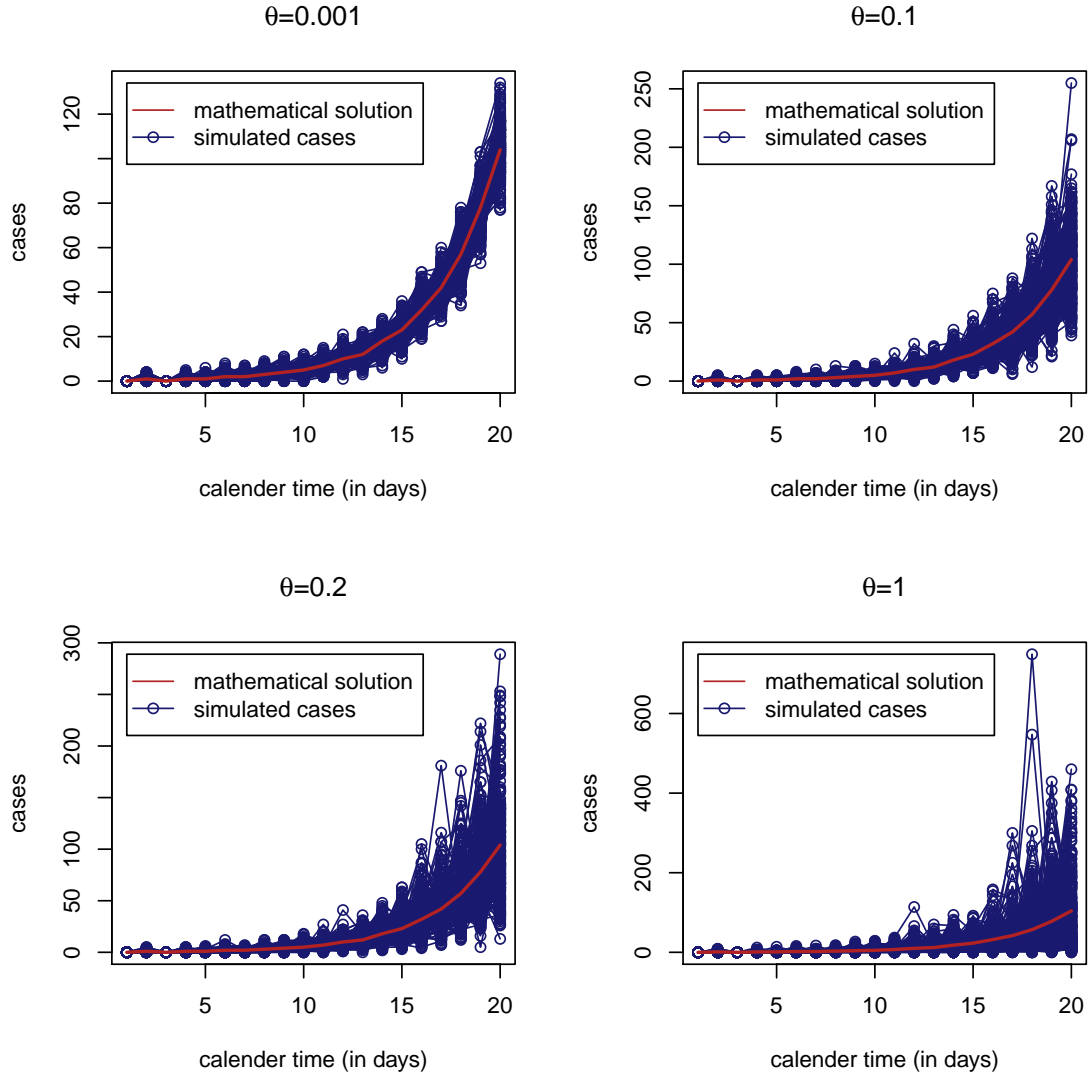 θ=0.001
mathematical solution
simulated cases
cases
0
20
40
60
80
120
5
10
15
20
calender time (in days)
θ=0.1
mathematical solution
simulated cases
cases
0
50
100
150
200
250
5
10
15
20
calender time (in days)
θ=0.2
mathematical solution
simulated cases
cases
0
50
100
200
300
5
10
15
20
calender time (in days)
θ=1
mathematical solution
simulated cases
cases
0
200
400
600
5
10
15
20
calender time (in days)